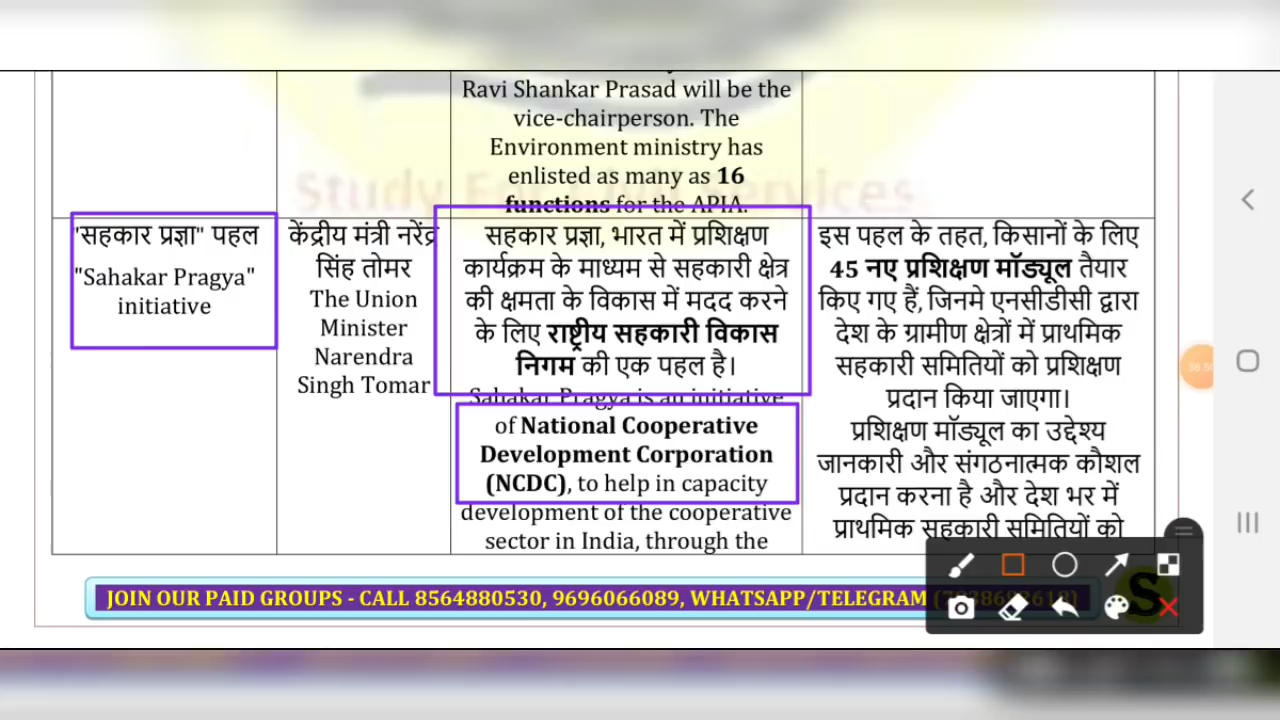 Ravi Shankar Prasad will be the
vice-chairperson. The
Environment ministry has
enlisted as many as 16
functions for the APIA.
Study For Civil Services
"सहकार प्रज्ञा" पहल
"Sahakar Pragya"
initiative
केंद्रीय मंत्री नरेंद्र
सिंह तोमर
The Union
Minister
Narendra
Singh Tomar
सहकार प्रज्ञा, भारत में प्रशिक्षण
कार्यक्रम के माध्यम से सहकारी क्षेत्र
की क्षमता के विकास में मदद करने
के लिए राष्ट्रीय सहकारी विकास
निगम की एक पहल है।
Sahakar Pragya is an initiative
of National Cooperative
Development Corporation
(NCDC), to help in capacity
development of the cooperative
sector in India, through the
इस पहल के तहत, किसानों के लिए
45 नए प्रशिक्षण मॉड्यूल तैयार
किए गए हैं, जिनमे एनसीडीसी द्वारा
देश के ग्रामीण क्षेत्रों में प्राथमिक
सहकारी समितियों को प्रशिक्षण
प्रदान किया जाएगा।
प्रशिक्षण मॉड्यूल का उद्देश्य
जानकारी और संगठनात्मक कौशल
प्रदान करना है और देश भर में
प्राथमिक सहकारी समितियों को
JOIN OUR PAID GROUPS - CALL 8564880530, 9696066089, WHATSAPP/TELEGRAM
S